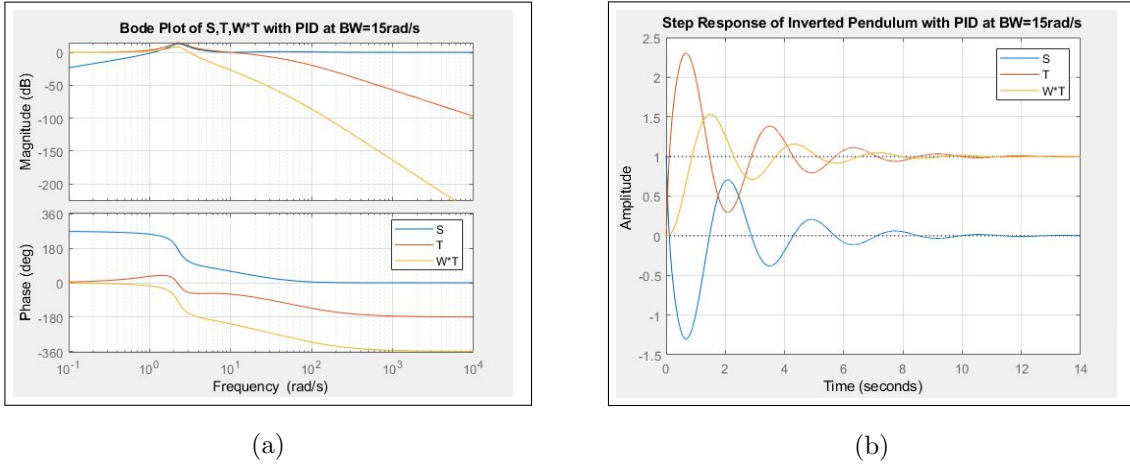 Bode Plot of S,T,W*T with PID at BW=15rad/s
Magnitude (dB)
0
-50
-100
-150
-200
Phase (deg)
360
180
0
-180
-360
S
T
W*T
10^-1 10^0 10^1 10^2 10^3 10^4
Frequency (rad/s)
(a)
Step Response of Inverted Pendulum with PID at BW=15rad/s
Amplitude
2.5
2
1.5
1
0.5
0
-0.5
-1
-1.5
S
T
W*T
0 2 4 6 8 10 12 14
Time (seconds)
(b)